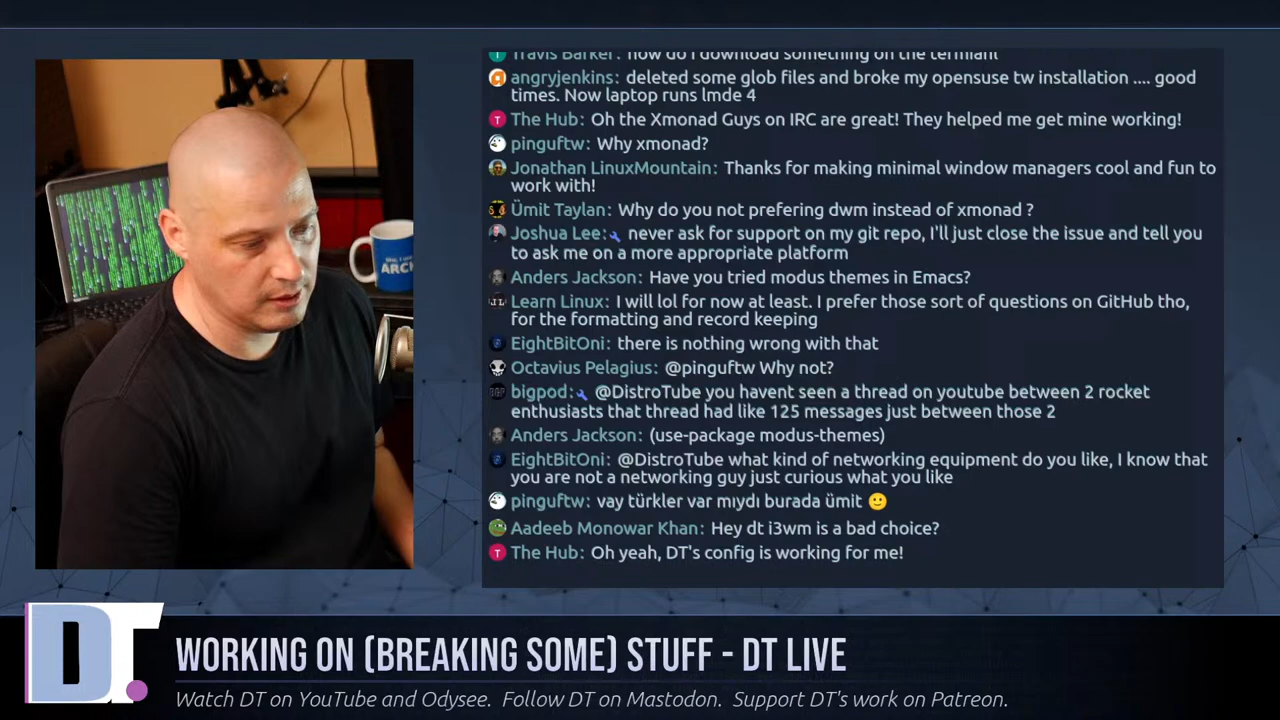 Travis Barker: how do I download something on the termianl
angryjenkins: deleted some glob files and broke my opensuse tw installation .... good
times. Now laptop runs lmde 4
The Hub: Oh the Xmonad Guys on IRC are great! They helped me get mine working!
pinguftw: Why xmonad?
Jonathan LinuxMountain: Thanks for making minimal window managers cool and fun to
work with!
Ümit Taylan: Why do you not prefering dwm instead of xmonad ?
Joshua Lee: never ask for support on my git repo, I'll just close the issue and tell you
to ask me on a more appropriate platform
Anders Jackson: Have you tried modus themes in Emacs?
Learn Linux: I will lol for now at least. I prefer those sort of questions on GitHub tho,
for the formatting and record keeping
EightBitOni: there is nothing wrong with that
Octavius Pelagius: @pinguftw Why not?
bigpod: @DistroTube you havent seen a thread on youtube between 2 rocket
enthusiasts that thread had like 125 messages just between those 2
Anders Jackson: (use-package modus-themes)
EightBitOni: @DistroTube what kind of networking equipment do you like, I know that
you are not a networking guy just curious what you like
pinguftw: vay türkler var mıydı burada ümit 🙂
Aadeeb Monowar Khan: Hey dt i3wm is a bad choice?
The Hub: Oh yeah, DT's config is working for me!
ARCH
DT.
WORKING ON (BREAKING SOME) STUFF - DT LIVE
Watch DT on YouTube and Odysee. Follow DT on Mastodon. Support DT's work on Patreon.